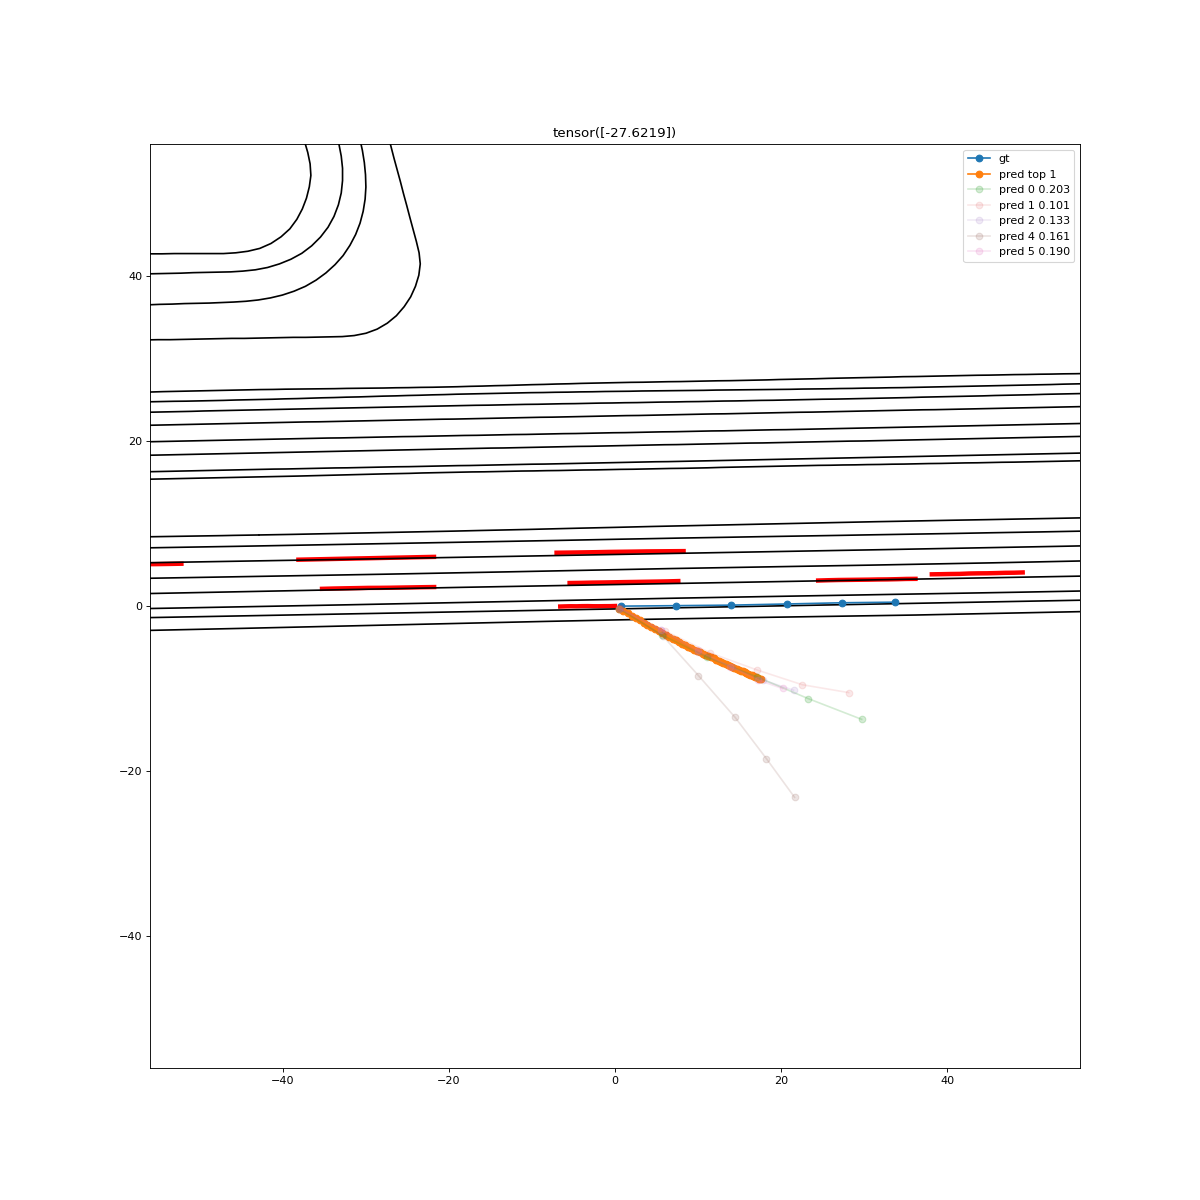 tensor([-27.6219])
gt
pred top 1
pred 0 0.203
pred 1 0.101
pred 2 0.133
pred 4 0.161
pred 5 0.190
40
20
0
−20
−40
−40 −20 0 20 40